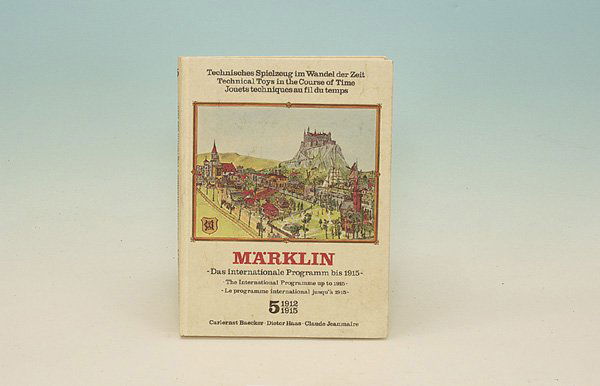 Technisches Spielzeug im Wandel der Zeit
Technical Toys in the Course of Time
Jouets techniques au fil du temps
MÄRKLIN
-Das internationale Programm bis 1915-
-The International Programme up to 1915-
-Le programme international jusqu'à 1915-
5 1912
1915
Carlernst Baecker · Dieter Haas · Claude Jeanmaire